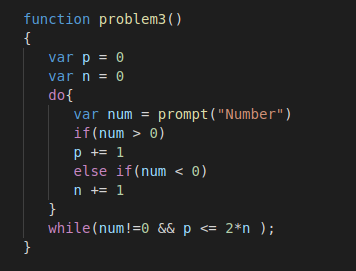 function problem3()
{
var p = 0
var n = 0
do{
var num = prompt("Number")
if(num > 0)
p += 1
else if(num < 0)
n += 1
}
while(num!=0 && p <= 2*n );
}